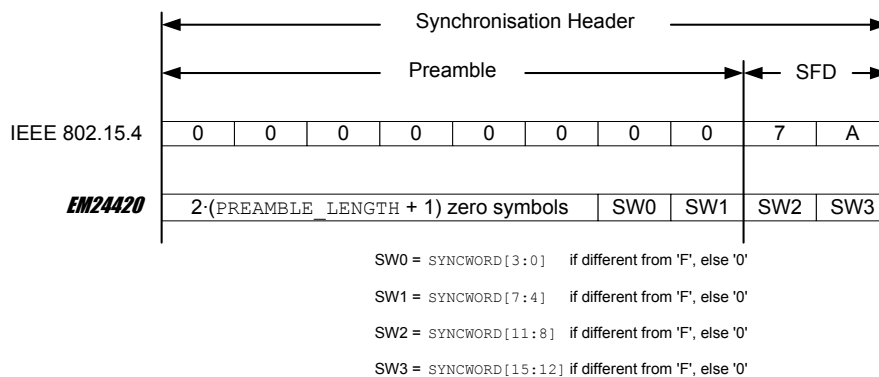 Synchronisation Header
Preamble SFD
IEEE 802.15.4 0 0 0 0 0 0 0 0 7 A
EM24420 2·(PREAMBLE_LENGTH + 1) zero symbols SW0 SW1 SW2 SW3
SW0 = SYNCWORD[3:0] if different from 'F', else '0'
SW1 = SYNCWORD[7:4] if different from 'F', else '0'
SW2 = SYNCWORD[11:8] if different from 'F', else '0'
SW3 = SYNCWORD[15:12] if different from 'F', else '0'